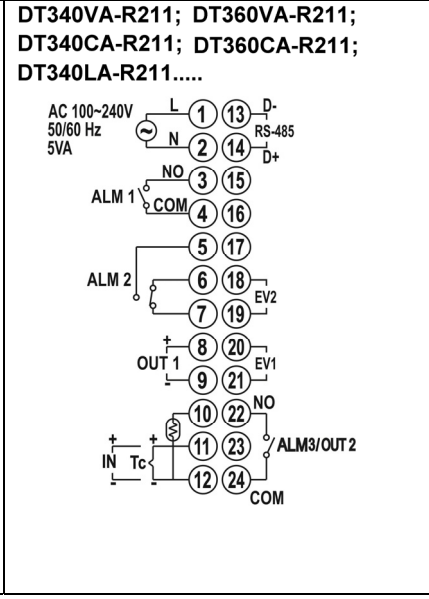 DT340VA-R211; DT360VA-R211;
DT340CA-R211; DT360CA-R211;
DT340LA-R211.....
AC 100~240V
50/60 Hz
5VA
L
N
~
1 13
D-
RS-485
2 14
D+
NO
3 15
ALM 1
COM
4 16
5 17
ALM 2
6 18
EV2
7 19
+
8 20
OUT 1
EV1
-
9 21
10 22
NO
+ +
11 23
IN Tc
ALM3/OUT2
- -
12 24
COM